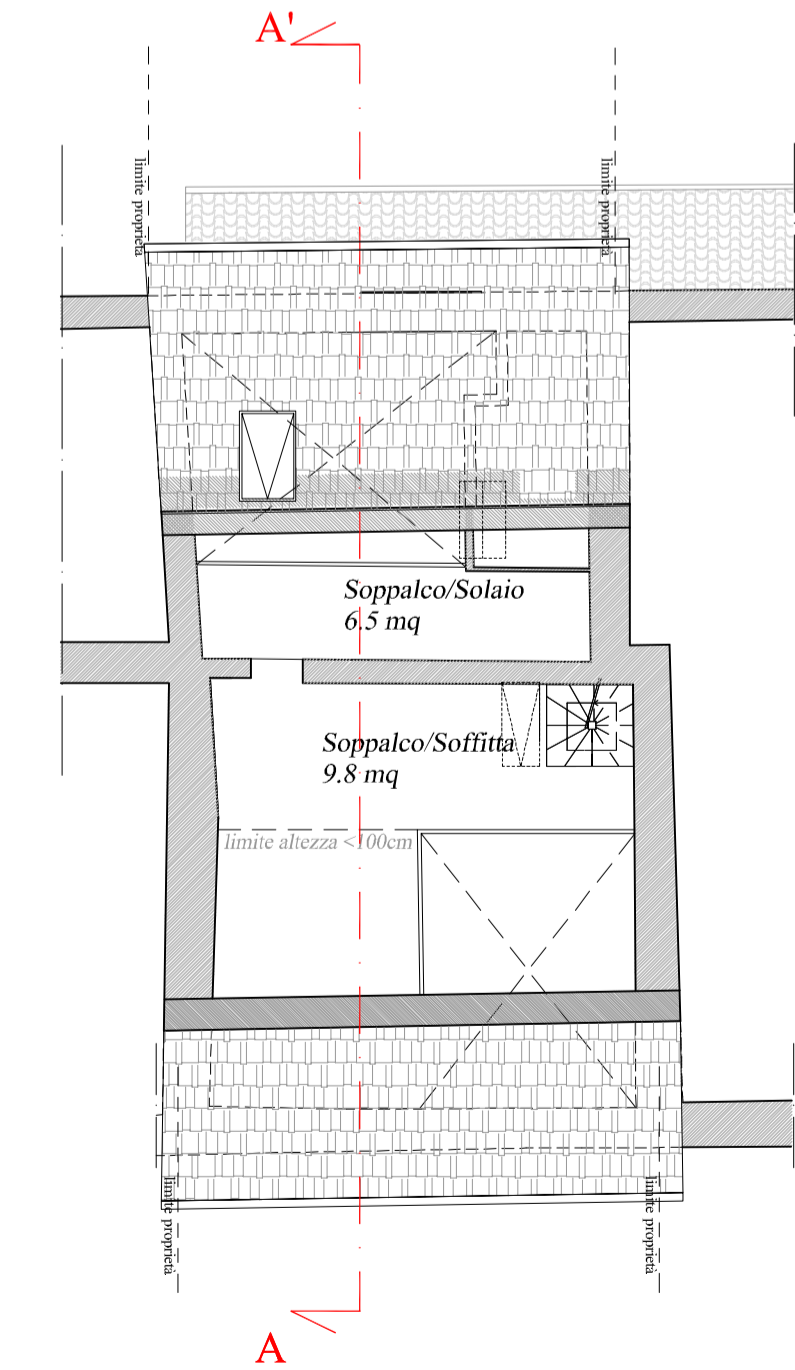 A'
limite proprietà
limite proprietà
Soppalco/Solaio
6.5 mq
Soppalco/Soffitta
9.8 mq
limite altezza <100cm
limite proprietà
limite proprietà
A